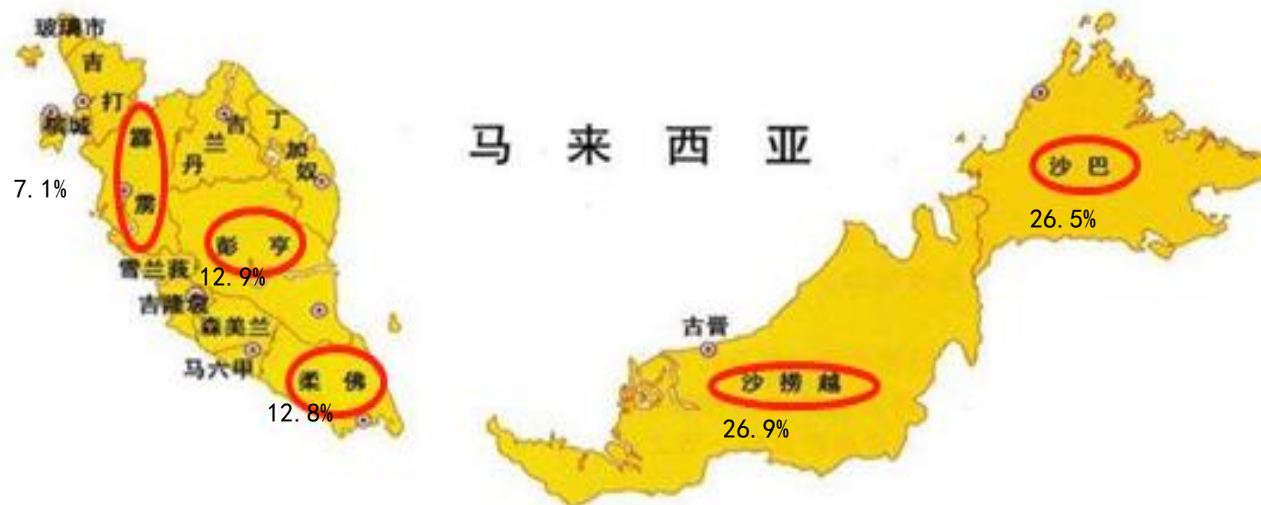 玻璃市
吉打
槟城
霹雳
7.1%
吉兰丹
丁加奴
彭亨
12.9%
雪兰莪
吉隆坡
森美兰
马六甲
柔佛
12.8%
马来西亚
沙巴
26.5%
古晋
沙捞越
26.9%